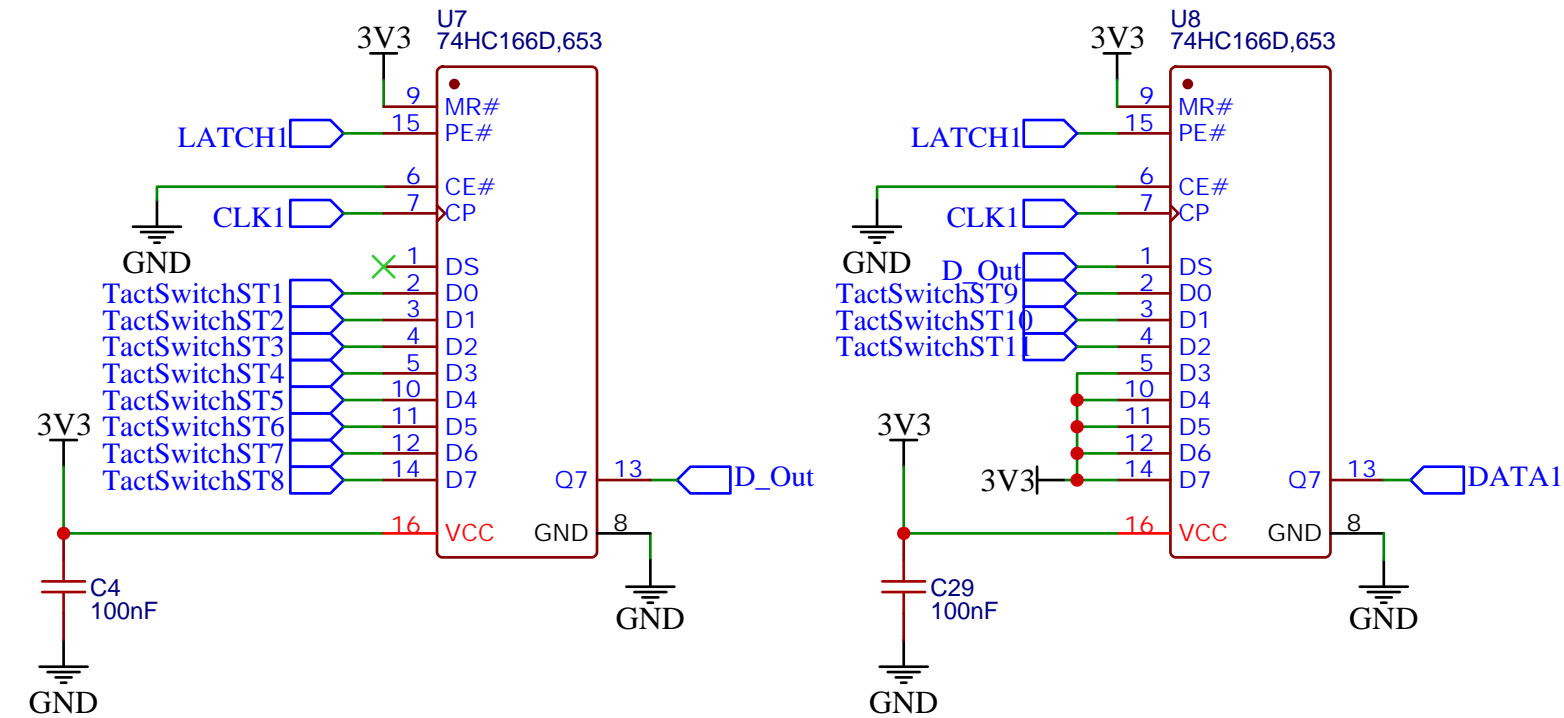 U7
74HC166D,653
3V3
9
MR#
LATCH1
15
PE#
6
CE#
CLK1
7
CP
GND
1
DS
TactSwitchST1
2
D0
TactSwitchST2
3
D1
TactSwitchST3
4
D2
TactSwitchST4
5
D3
TactSwitchST5
10
D4
TactSwitchST6
11
D5
TactSwitchST7
12
D6
TactSwitchST8
14
D7
Q7
13
D_Out
3V3
16
VCC
GND
8
GND
C4
100nF
GND
U8
74HC166D,653
3V3
9
MR#
LATCH1
15
PE#
6
CE#
CLK1
7
CP
GND
D_Out
1
DS
TactSwitchST9
2
D0
TactSwitchST10
3
D1
TactSwitchST11
4
D2
5
D3
10
D4
11
D5
12
D6
3V3
14
D7
Q7
13
DATA1
3V3
16
VCC
GND
8
GND
C29
100nF
GND